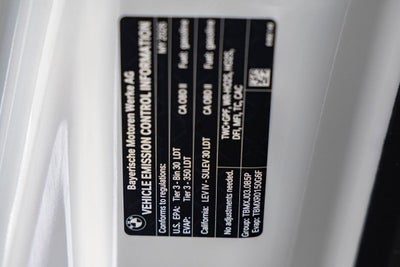 Bayerische Motoren Werke AG
VEHICLE EMISSION CONTROL INFORMATION MY 2026
Conforms to regulations:
U.S. EPA: Tier 3 - Bin 30 LDT CA OBD II Fuel: gasoline
EVAP: Tier 3 - 350 LDT
California: LEV IV - SULEV 30 LDT CA OBD II Fuel: gasoline
No adjustments needed.
TWC+GPF, WR-HO2S, HO2S,
DFI, MFI, TC, CAC
Group: TBMXJ03.0B5P
Evap: TBMXR0150G6F